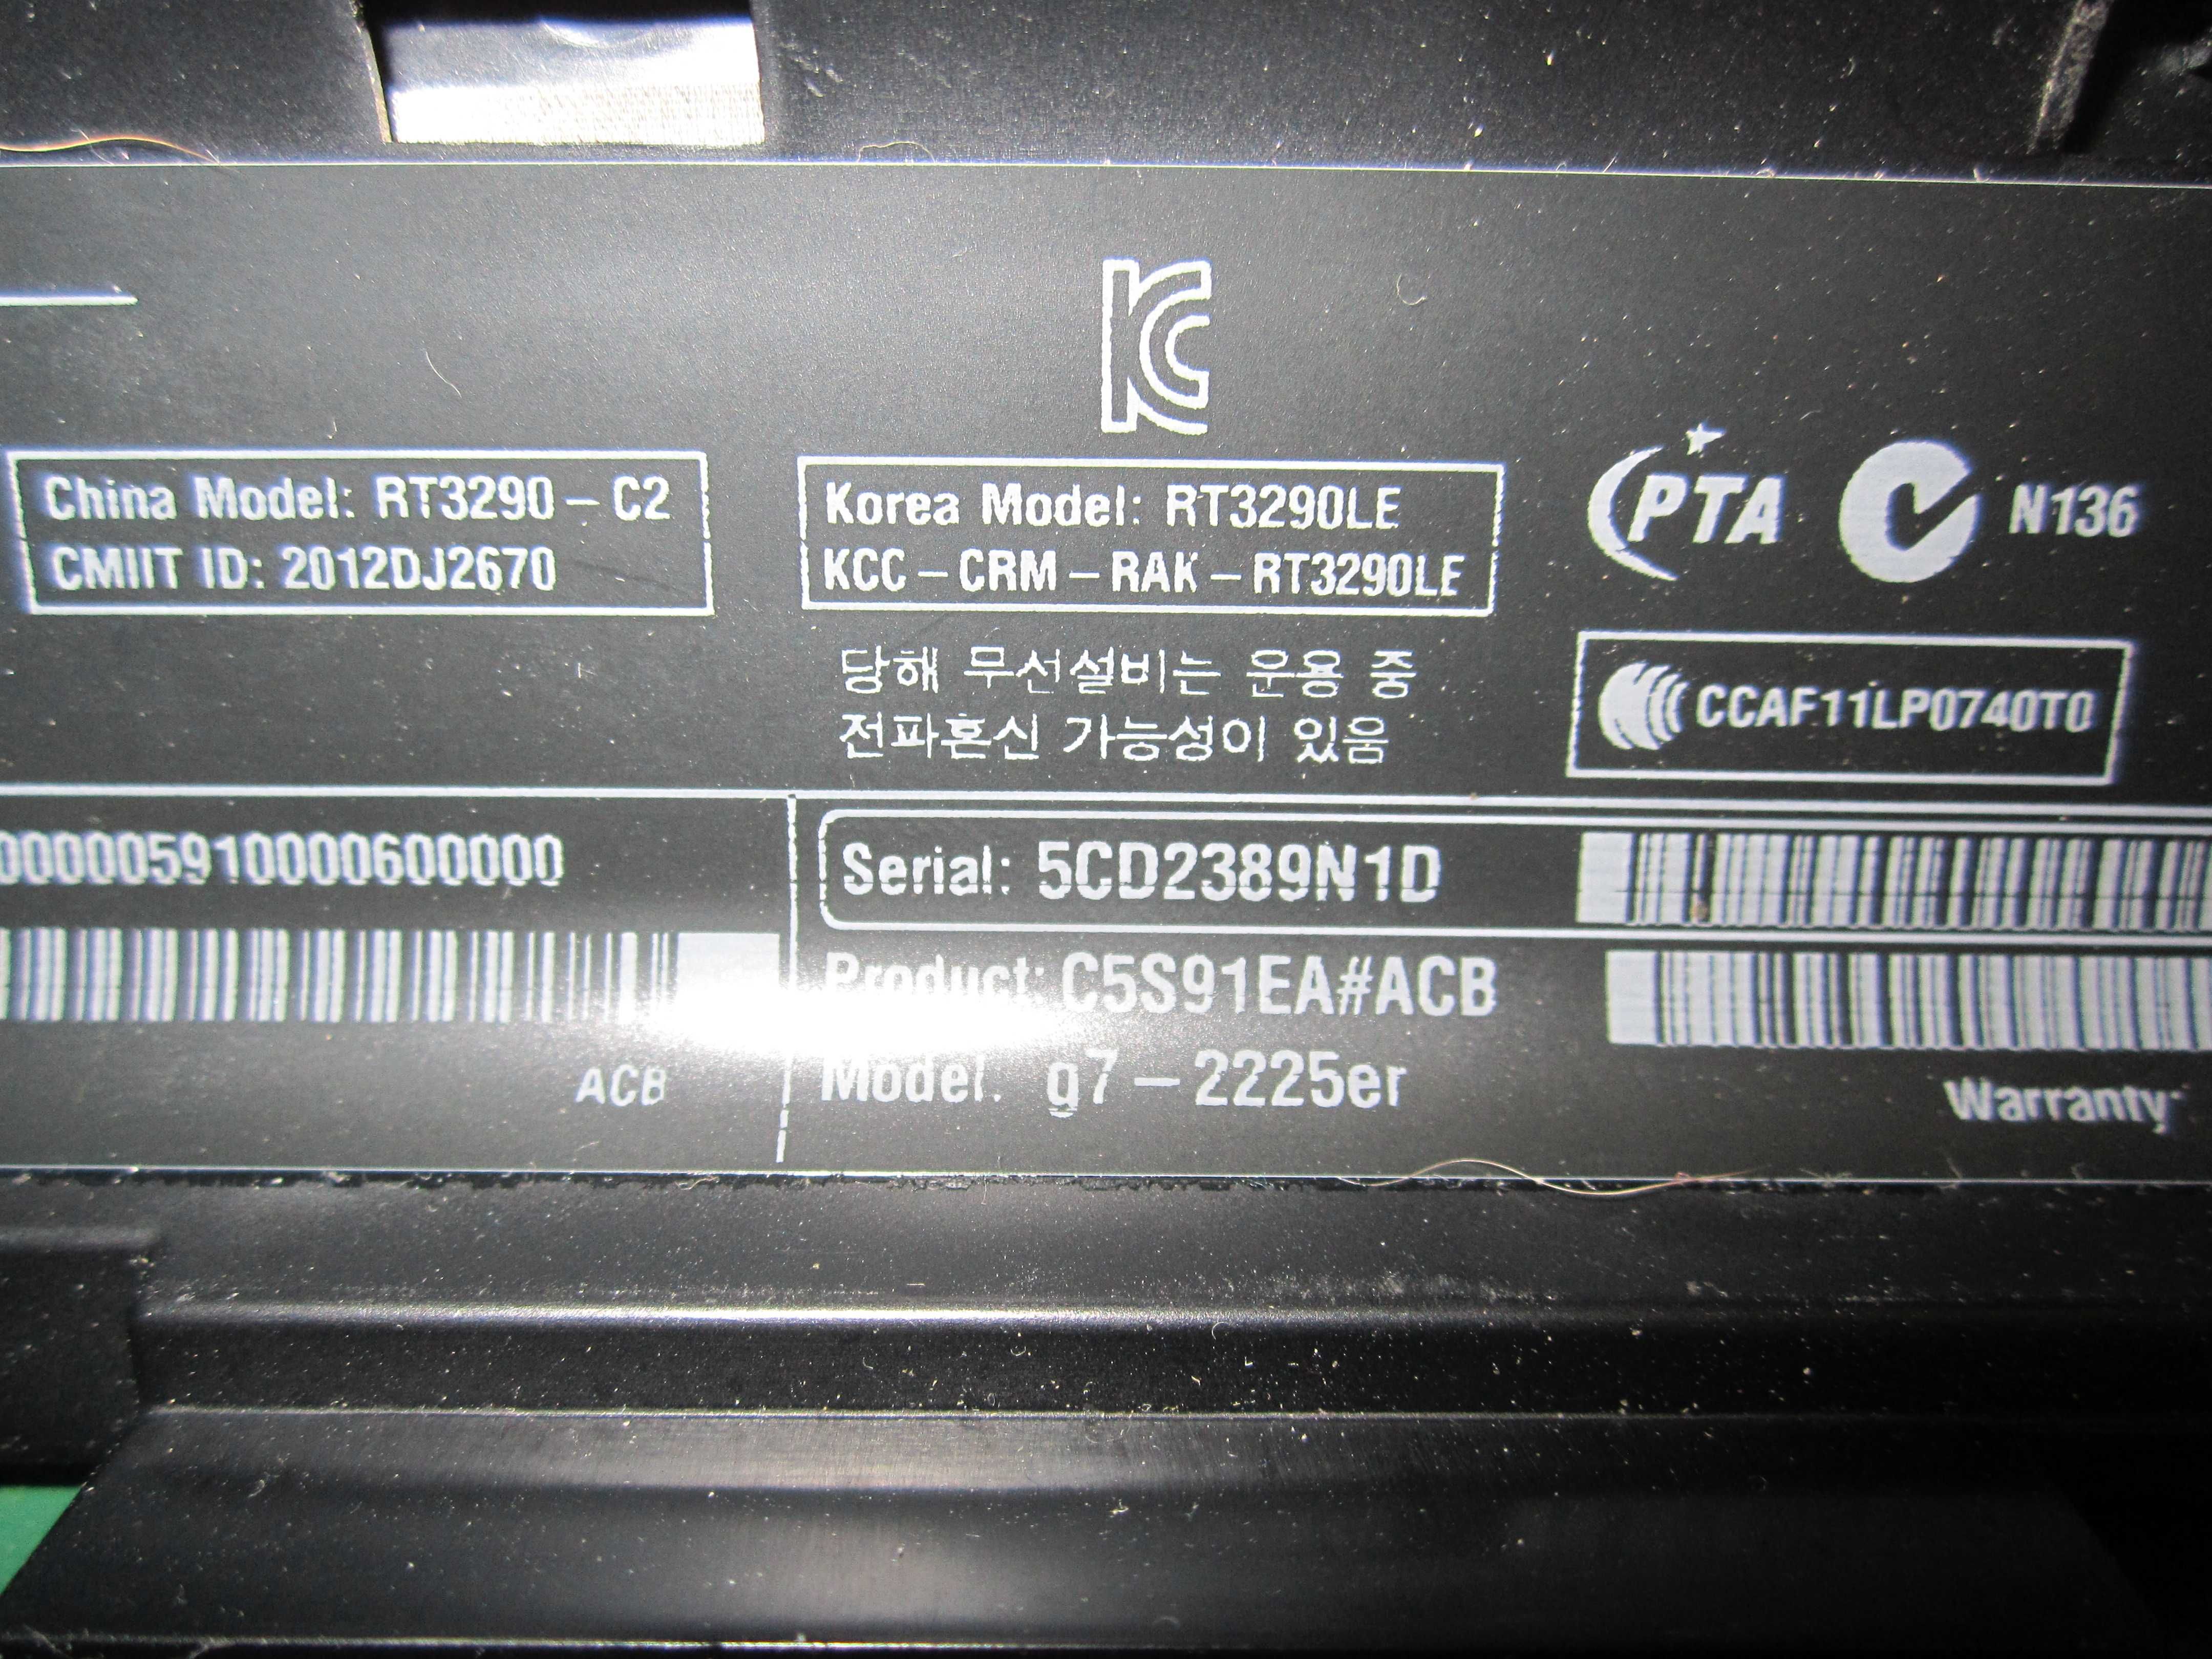 KC
China Model: RT3290 – C2
CMIIT ID: 2012DJ2670
Korea Model: RT3290LE
KCC – CRM – RAK – RT3290LE
당해 무선설비는 운용 중
전파혼신 가능성이 있음
PTA
N136
CCAF11LP0740T0
000005910000600000
ACB
Serial: 5CD2389N1D
Product: C5S91EA#ACB
Model: g7 – 2225er
Warranty: